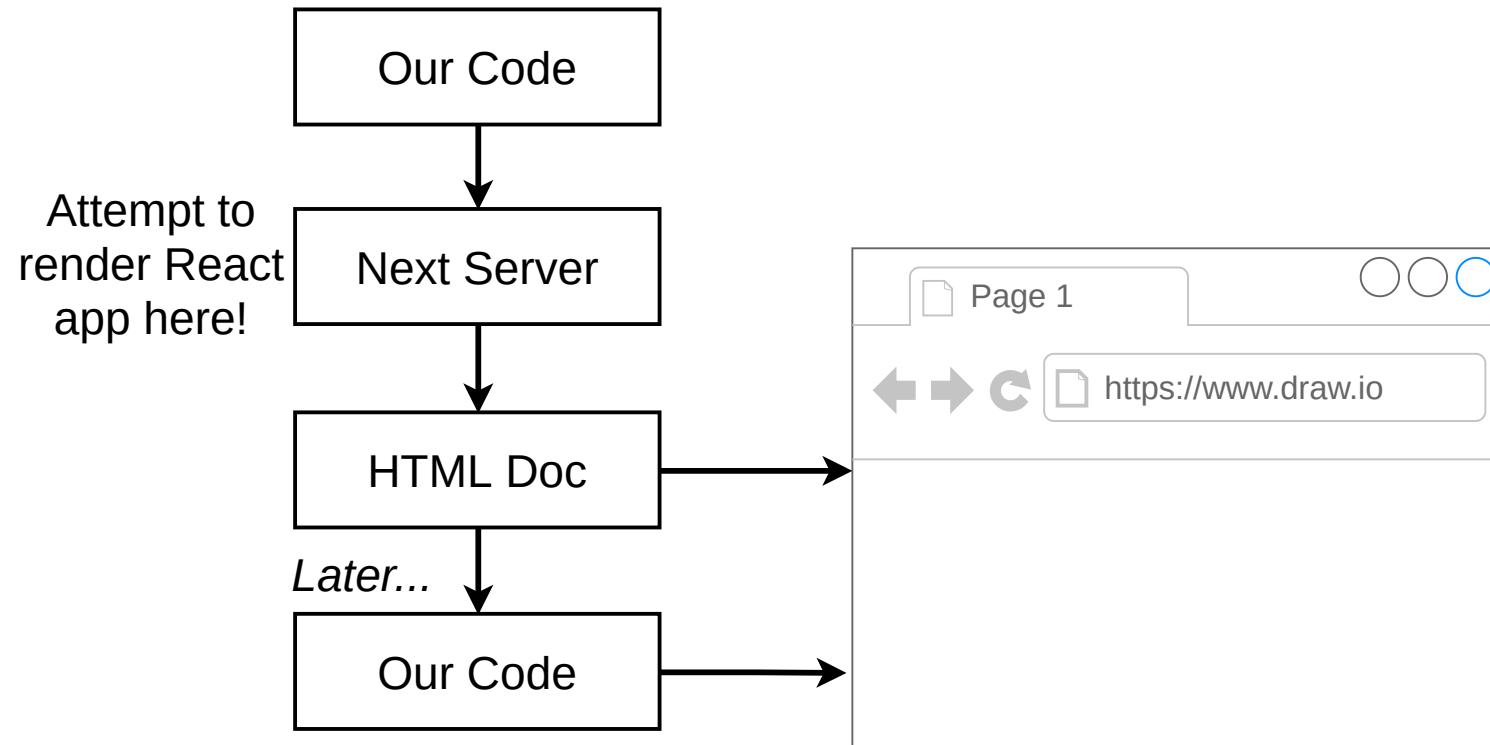 Our Code
Attempt to
render React
app here!
Next Server
Page 1
https://www.draw.io
HTML Doc
Later...
Our Code